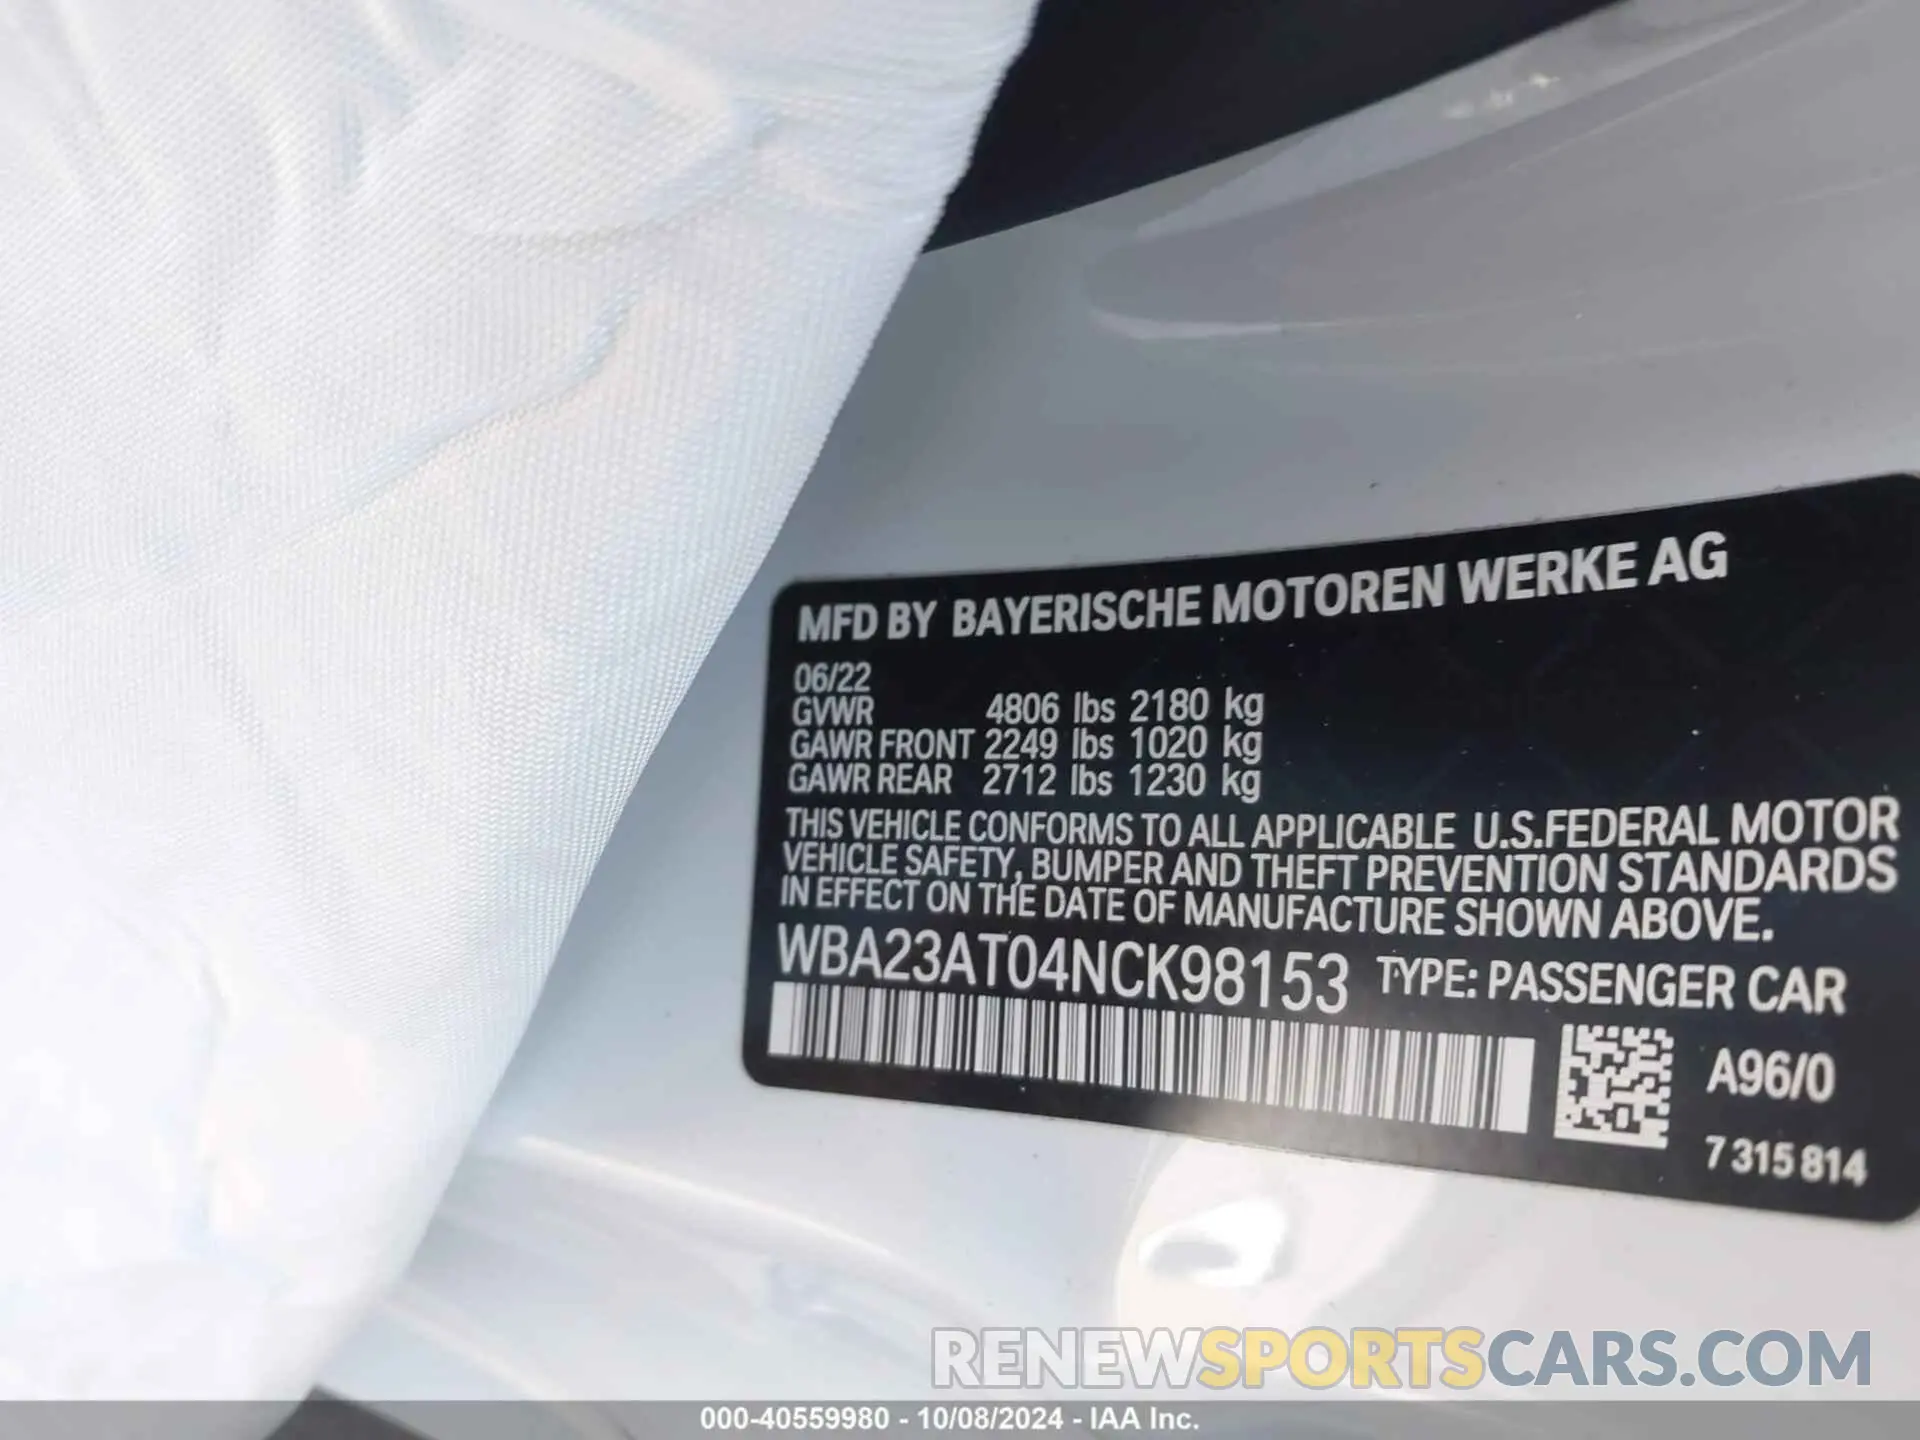 MFD BY BAYERISCHE MOTOREN WERKE AG
06/22
GVWR 4806 lbs 2180 kg
GAWR FRONT 2249 lbs 1020 kg
GAWR REAR 2712 lbs 1230 kg
THIS VEHICLE CONFORMS TO ALL APPLICABLE U.S.FEDERAL MOTOR
VEHICLE SAFETY, BUMPER AND THEFT PREVENTION STANDARDS
IN EFFECT ON THE DATE OF MANUFACTURE SHOWN ABOVE.
WBA23AT04NCK98153 TYPE: PASSENGER CAR
A96/0
7 315 814
RENEWSPORTSCARS.COM
000-40559980 - 10/08/2024 - IAA Inc.